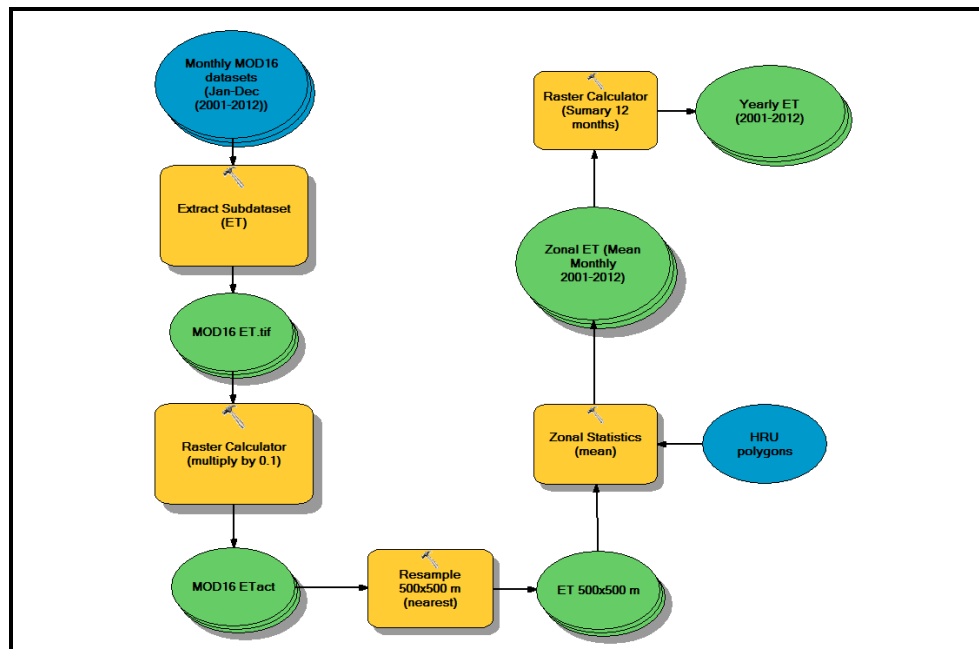 Monthly MOD16
datasets
(Jan-Dec
(2001-2012))
Extract Subdataset
(ET)
MOD16 ET.tif
Raster Calculator
(multiply by 0.1)
MOD16 ETact
Resample
500x500 m
(nearest)
ET 500x500 m
Zonal Statistics
(mean)
HRU
polygons
Zonal ET (Mean
Monthly
2001-2012)
Raster Calculator
(Sumary 12
months)
Yearly ET
(2001-2012)